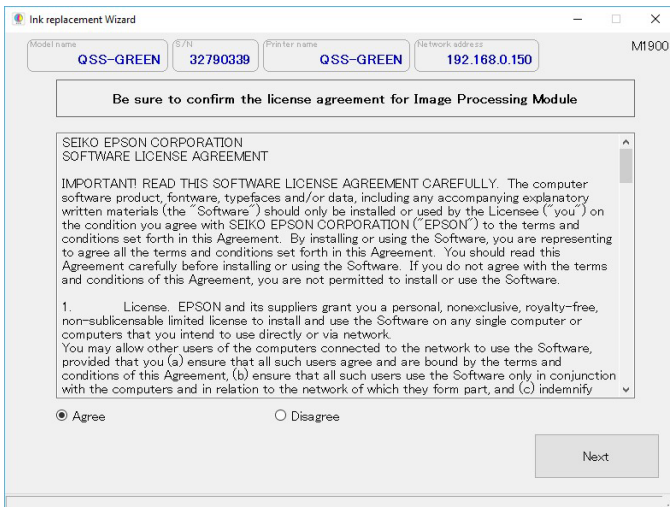 Ink replacement Wizard
Model name
QSS-GREEN
S/N
32790339
Printer name
QSS-GREEN
Network address
192.168.0.150
M1900
Be sure to confirm the license agreement for Image Processing Module
SEIKO EPSON CORPORATION
SOFTWARE LICENSE AGREEMENT
IMPORTANT! READ THIS SOFTWARE LICENSE AGREEMENT CAREFULLY. The computer
software product, fontware, typefaces and/or data, including any accompanying explanatory
written materials (the "Software") should only be installed or used by the Licensee ("you") on
the condition you agree with SEIKO EPSON CORPORATION ("EPSON") to the terms and
conditions set forth in this Agreement. By installing or using the Software, you are representing
to agree all the terms and conditions set forth in this Agreement. You should read this
Agreement carefully before installing or using the Software. If you do not agree with the terms
and conditions of this Agreement, you are not permitted to install or use the Software.
1. License. EPSON and its suppliers grant you a personal, nonexclusive, royalty-free,
non-sublicensable limited license to install and use the Software on any single computer or
computers that you intend to use directly or via network.
You may allow other users of the computers connected to the network to use the Software,
provided that you (a) ensure that all such users agree and are bound by the terms and
conditions of this Agreement, (b) ensure that all such users use the Software only in conjunction
with the computers and in relation to the network of which they form part, and (c) indemnify
Agree
Disagree
Next